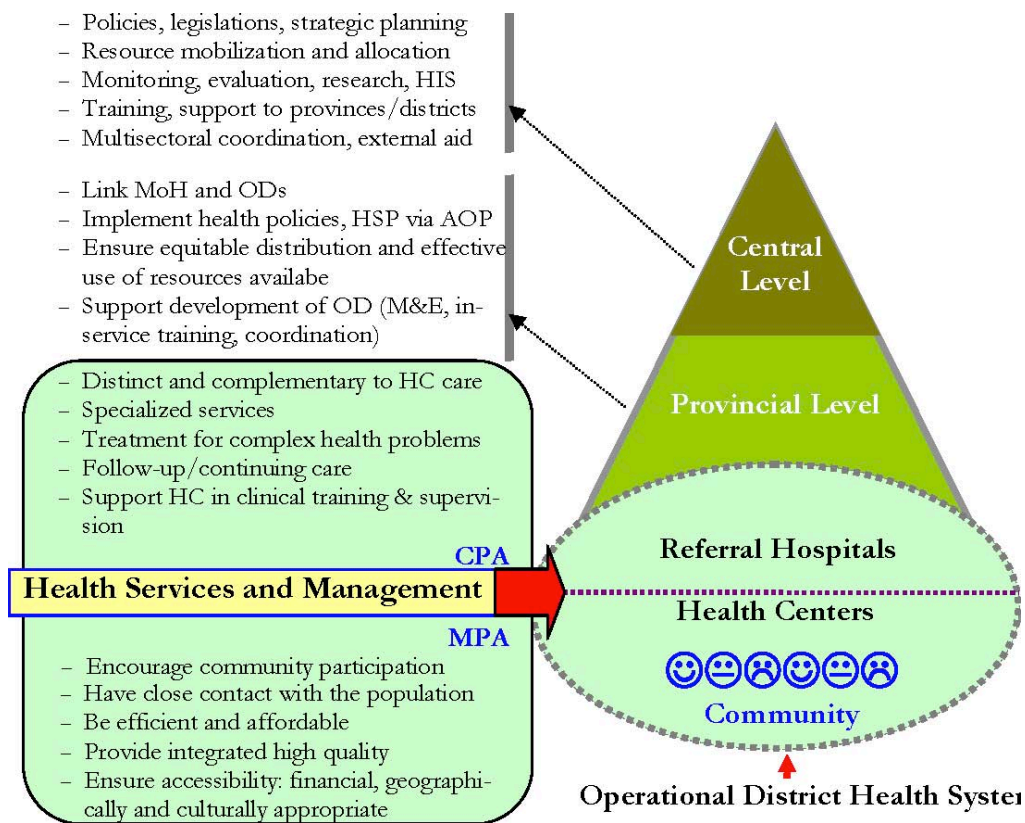 – Policies, legislations, strategic planning
– Resource mobilization and allocation
– Monitoring, evaluation, research, HIS
– Training, support to provinces/districts
– Multisectoral coordination, external aid
– Link MoH and ODs
– Implement health policies, HSP via AOP
– Ensure equitable distribution and effective
use of resources availabe
– Support development of OD (M&E, in-
service training, coordination)
– Distinct and complementary to HC care
– Specialized services
– Treatment for complex health problems
– Follow-up/continuing care
– Support HC in clinical training & supervi-
sion
CPA
Health Services and Management
MPA
– Encourage community participation
– Have close contact with the population
– Be efficient and affordable
– Provide integrated high quality
– Ensure accessibility: financial, geographi-
cally and culturally appropriate
Central
Level
Provincial Level
Referral Hospitals
Health Centers
Community
Operational District Health System